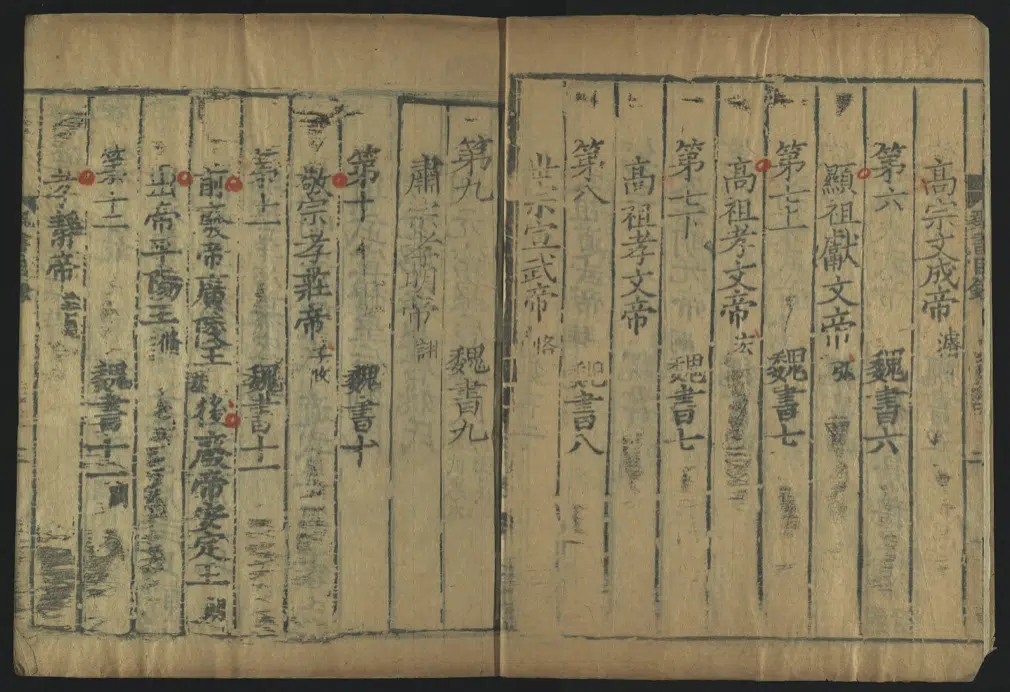 高宗文成帝濬
第六 魏書六
顯祖獻文帝弘
第七上 魏書七
高祖孝文帝宏
第七下 魏書七
高祖孝文帝
第八 魏書八
世宗宣武帝恪
第九 魏書九
肅宗孝明帝詡
第十 魏書十
敬宗孝莊帝子攸
第十一 魏書十一
前廢帝廣陵王恭 後廢帝安定王朗
出帝平陽王脩
第十二 魏書十二
孝靜帝善見